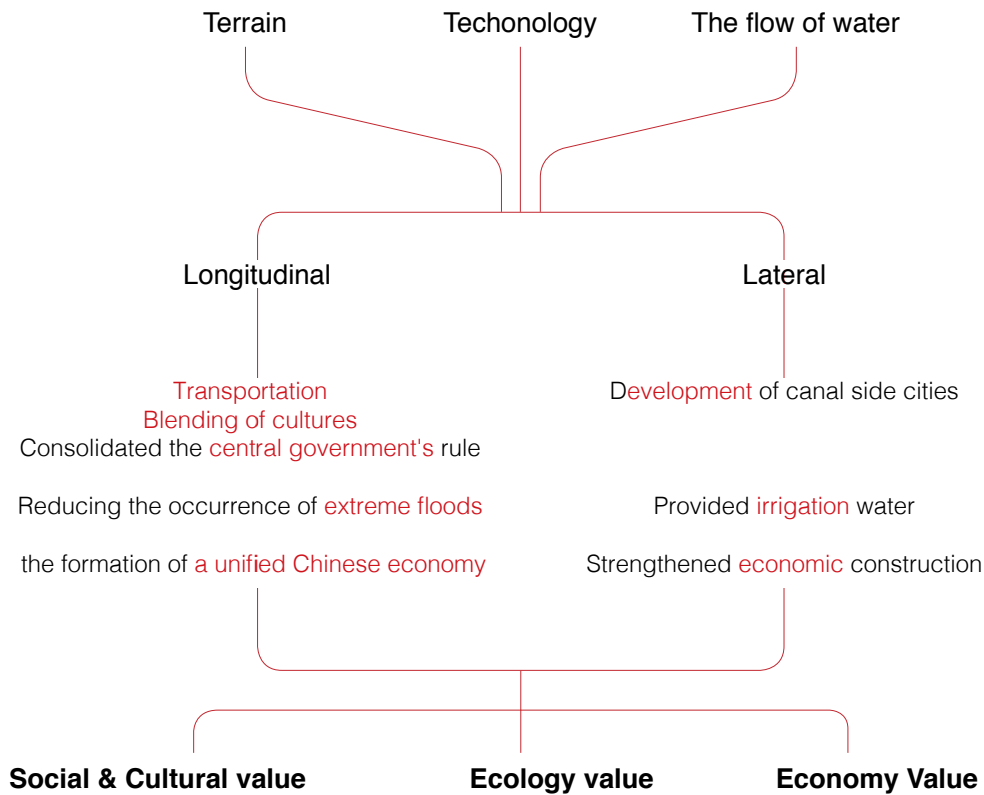 Terrain
Techonology
The flow of water
Longitudinal
Lateral
Transportation
Blending of cultures
Consolidated the central government's rule
Development of canal side cities
Reducing the occurrence of extreme floods
Provided irrigation water
the formation of a unified Chinese economy
Strengthened economic construction
Social & Cultural value
Ecology value
Economy Value